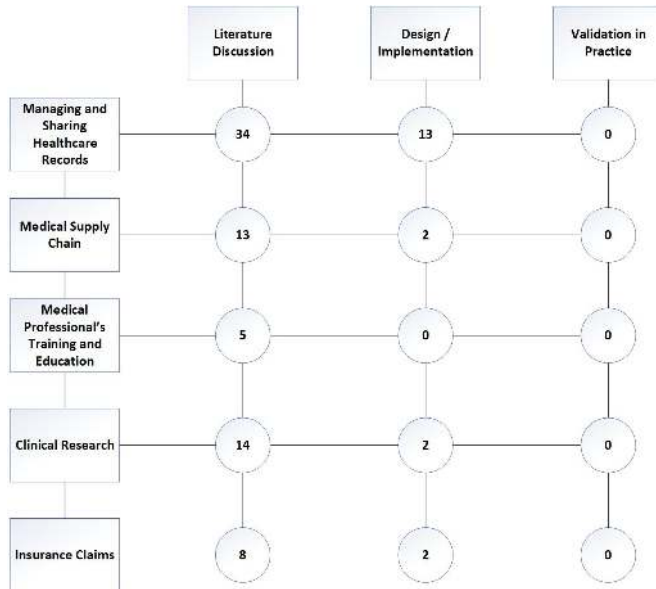 Literature
Discussion
Design /
Implementation
Validation in
Practice
Managing and
Sharing
Healthcare
Records
34
13
0
Medical Supply
Chain
13
2
0
Medical
Professional's
Training and
Education
5
0
0
Clinical Research
14
2
0
Insurance Claims
8
2
0